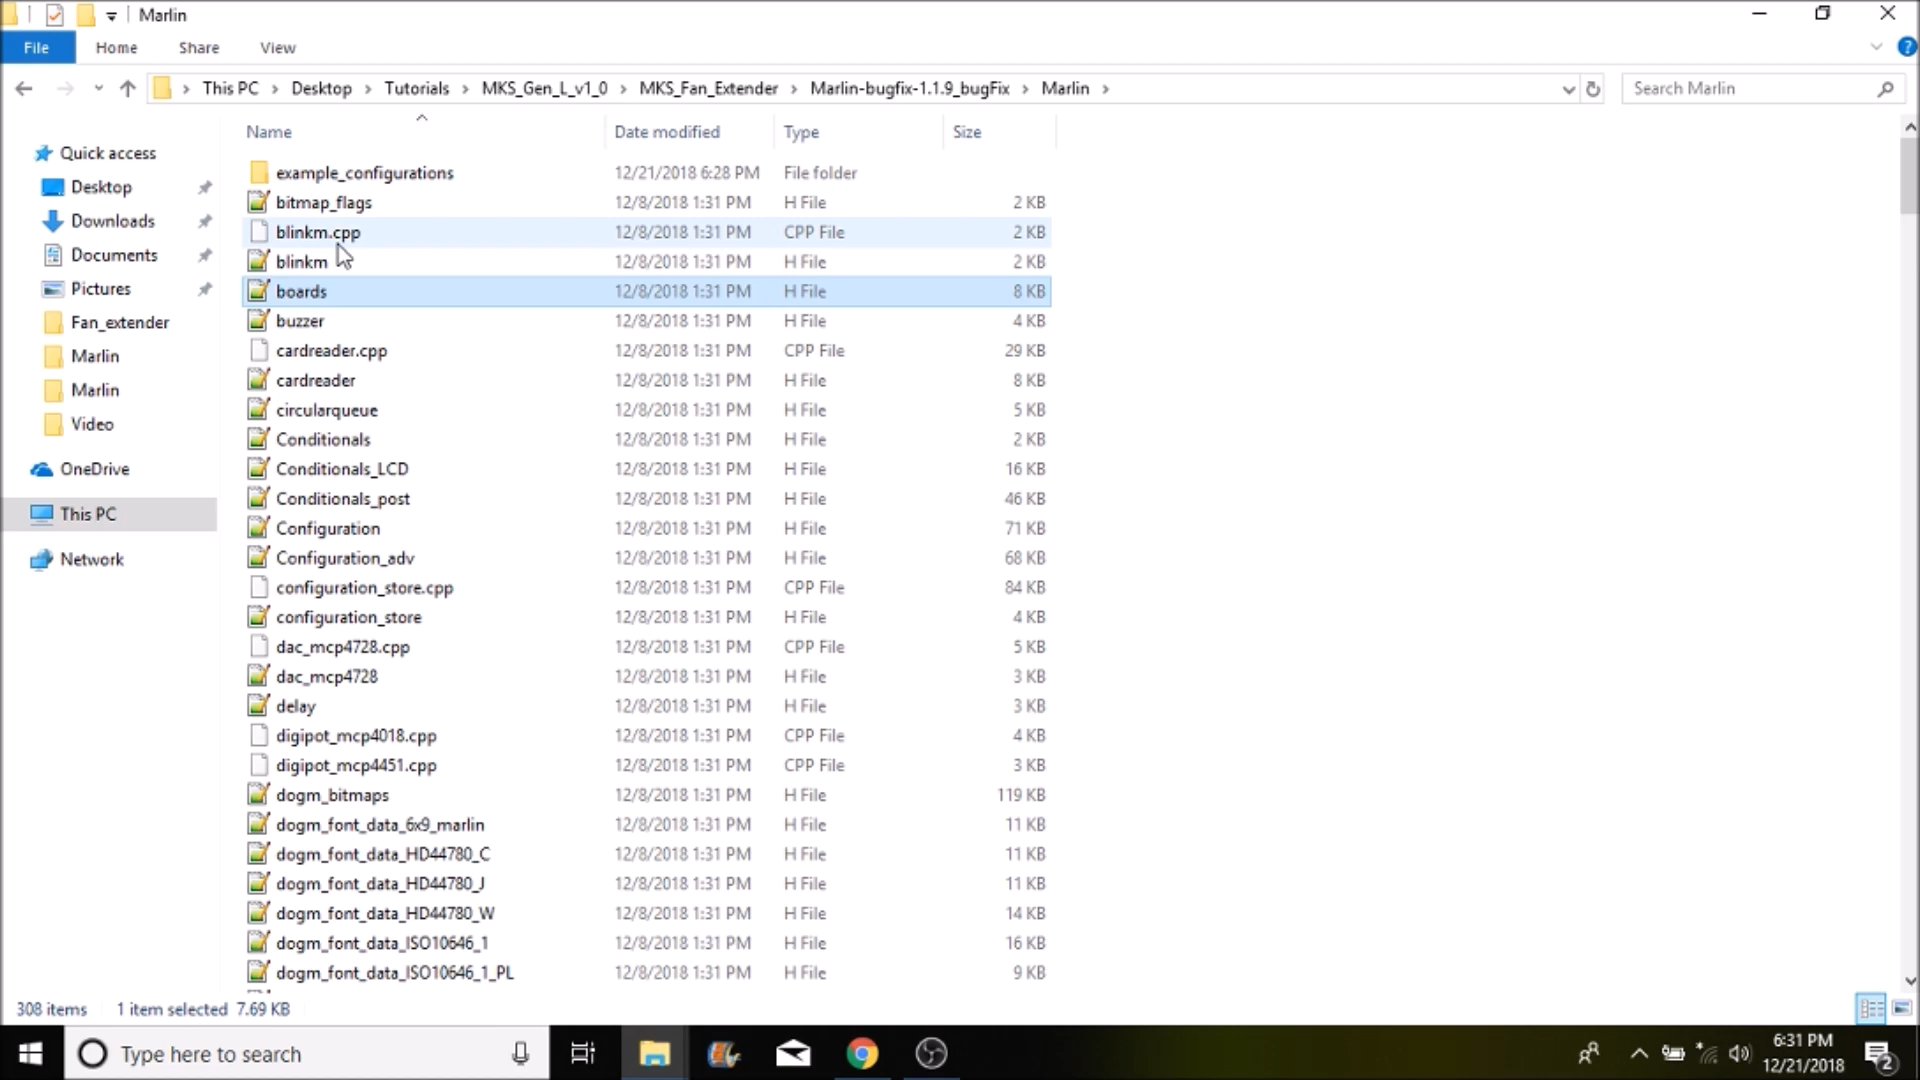 Marlin
File Home Share View
This PC Desktop Tutorials MKS_Gen_L_v1_0 MKS_Fan_Extender Marlin-bugfix-1.1.9_bugFix Marlin
Search Marlin
Name Date modified Type Size
Quick access
Desktop
Downloads
Documents
Pictures
Fan_extender
Marlin
Marlin
Video
OneDrive
This PC
Network
example_configurations 12/21/2018 6:28 PM File folder
bitmap_flags 12/8/2018 1:31 PM H File 2 KB
blinkm.cpp 12/8/2018 1:31 PM CPP File 2 KB
blinkm 12/8/2018 1:31 PM H File 2 KB
boards 12/8/2018 1:31 PM H File 8 KB
buzzer 12/8/2018 1:31 PM H File 4 KB
cardreader.cpp 12/8/2018 1:31 PM CPP File 29 KB
cardreader 12/8/2018 1:31 PM H File 8 KB
circularqueue 12/8/2018 1:31 PM H File 5 KB
Conditionals 12/8/2018 1:31 PM H File 2 KB
Conditionals_LCD 12/8/2018 1:31 PM H File 16 KB
Conditionals_post 12/8/2018 1:31 PM H File 46 KB
Configuration 12/8/2018 1:31 PM H File 71 KB
Configuration_adv 12/8/2018 1:31 PM H File 68 KB
configuration_store.cpp 12/8/2018 1:31 PM CPP File 84 KB
configuration_store 12/8/2018 1:31 PM H File 4 KB
dac_mcp4728.cpp 12/8/2018 1:31 PM CPP File 5 KB
dac_mcp4728 12/8/2018 1:31 PM H File 3 KB
delay 12/8/2018 1:31 PM H File 3 KB
digipot_mcp4018.cpp 12/8/2018 1:31 PM CPP File 4 KB
digipot_mcp4451.cpp 12/8/2018 1:31 PM CPP File 3 KB
dogm_bitmaps 12/8/2018 1:31 PM H File 119 KB
dogm_font_data_6x9_marlin 12/8/2018 1:31 PM H File 11 KB
dogm_font_data_HD44780_C 12/8/2018 1:31 PM H File 11 KB
dogm_font_data_HD44780_J 12/8/2018 1:31 PM H File 11 KB
dogm_font_data_HD44780_W 12/8/2018 1:31 PM H File 14 KB
dogm_font_data_ISO10646_1 12/8/2018 1:31 PM H File 16 KB
dogm_font_data_ISO10646_1_PL 12/8/2018 1:31 PM H File 9 KB
308 items 1 item selected 7.69 KB
Type here to search
6:31 PM
12/21/2018
2